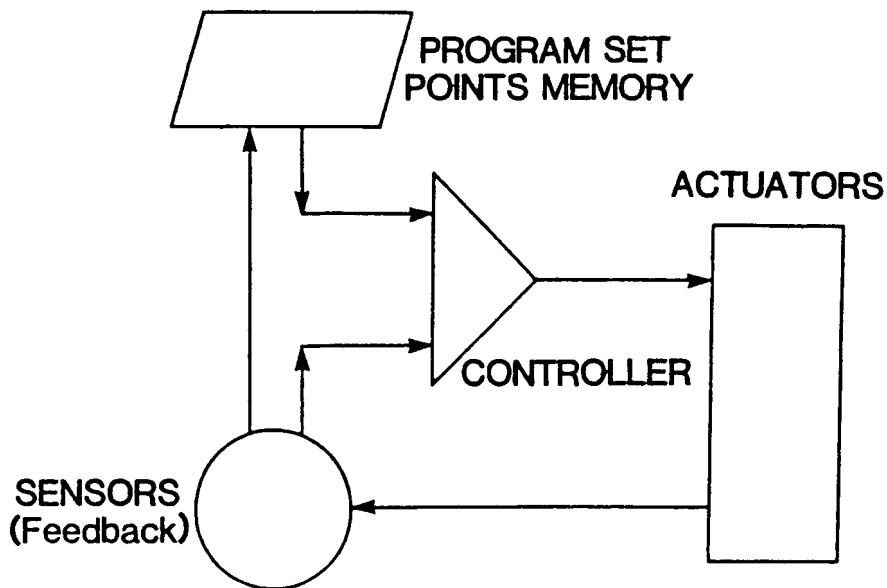 PROGRAM SET
POINTS MEMORY
ACTUATORS
CONTROLLER
SENSORS
(Feedback)